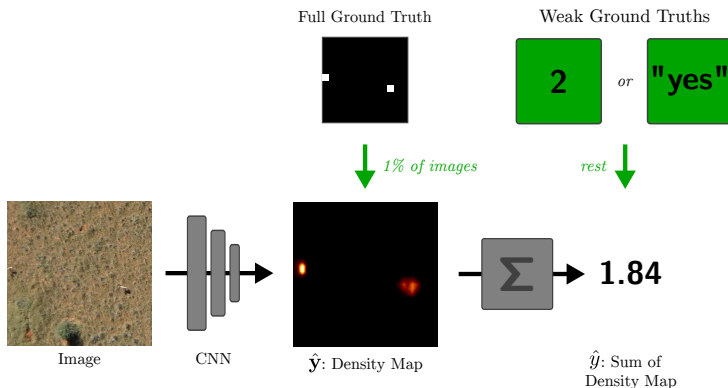 Full Ground Truth
Weak Ground Truths
2
or
"yes"
1% of images
rest
Σ
1.84
Image
CNN
ŷ: Density Map
ŷ: Sum of
Density Map